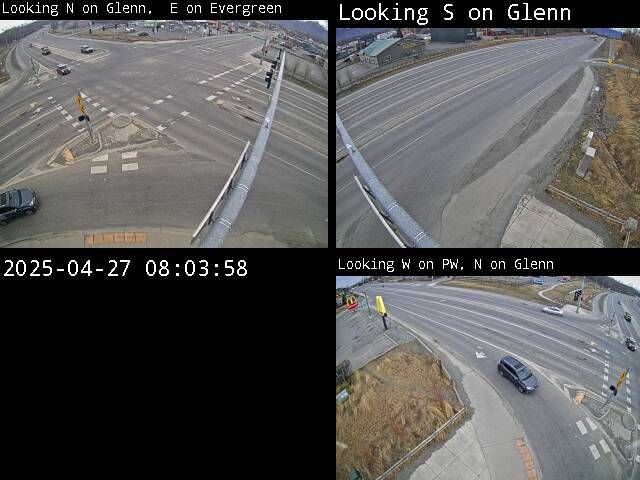 Looking N on Glenn,  E on Evergreen
Looking S on Glenn
2025-04-27 08:03:58
Looking W on PW, N on Glenn